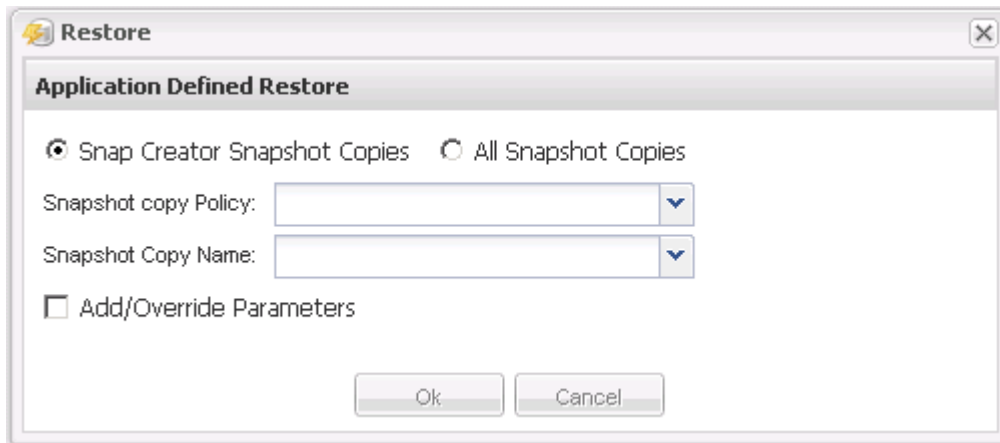 Restore
Application Defined Restore
Snap Creator Snapshot Copies All Snapshot Copies
Snapshot copy Policy:
Snapshot Copy Name:
Add/Override Parameters
Ok Cancel